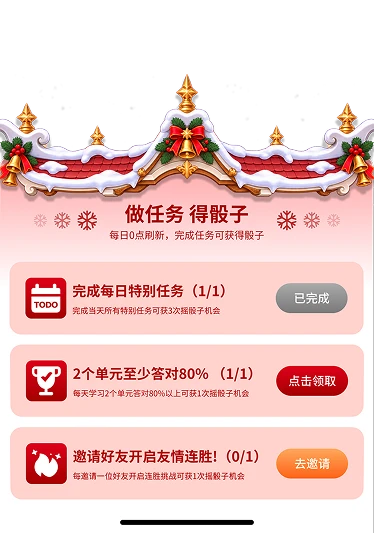 做任务 得骰子
每日0点刷新，完成任务可获得骰子
TODO
完成每日特别任务（1/1）
完成当天所有特别任务可获3次摇骰子机会
已完成
2个单元至少答对80%（1/1）
每天学习2个单元答对80%以上可获1次摇骰子机会
点击领取
邀请好友开启友情连胜!（0/1）
每邀请一位好友开启连胜挑战可获1次摇骰子机会
去邀请